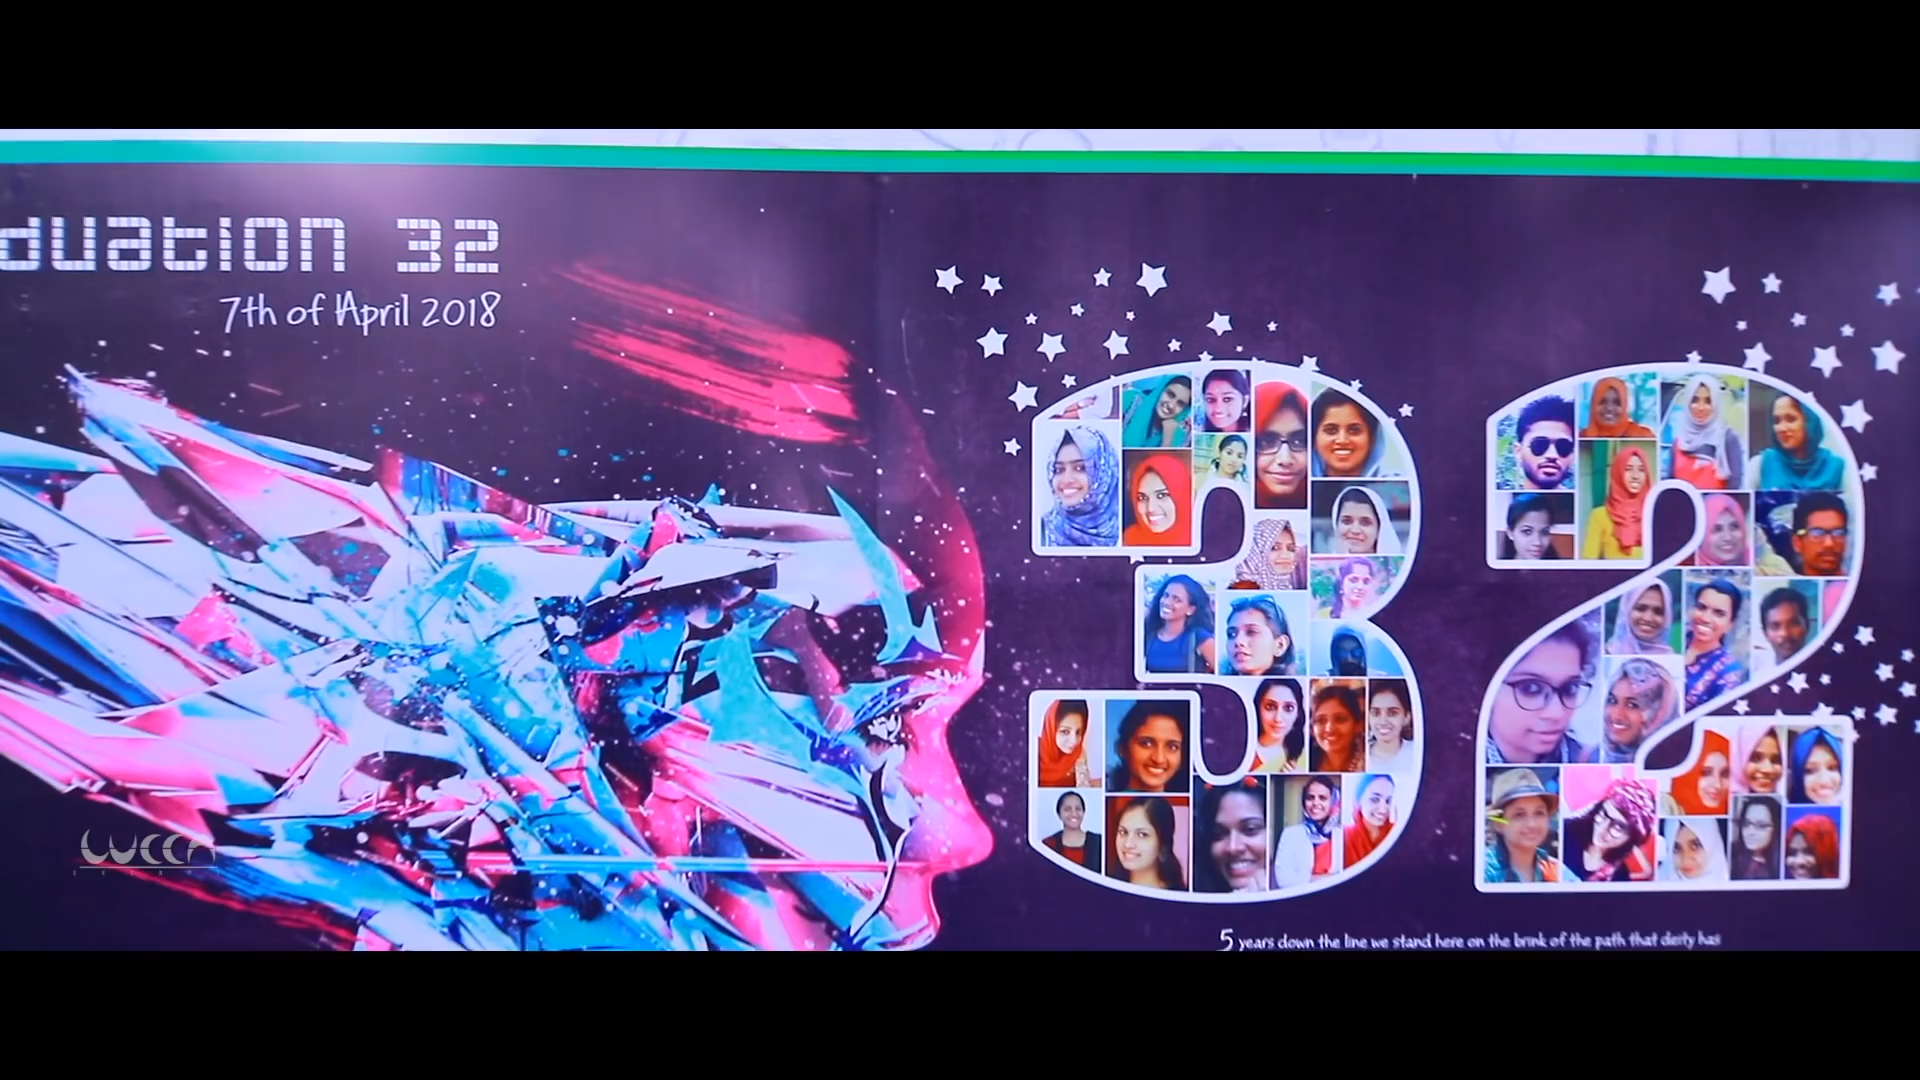 duation 32
7th of April 2018
32
5 years down the line we stand here on the brink of the path that deity has
LUCCA